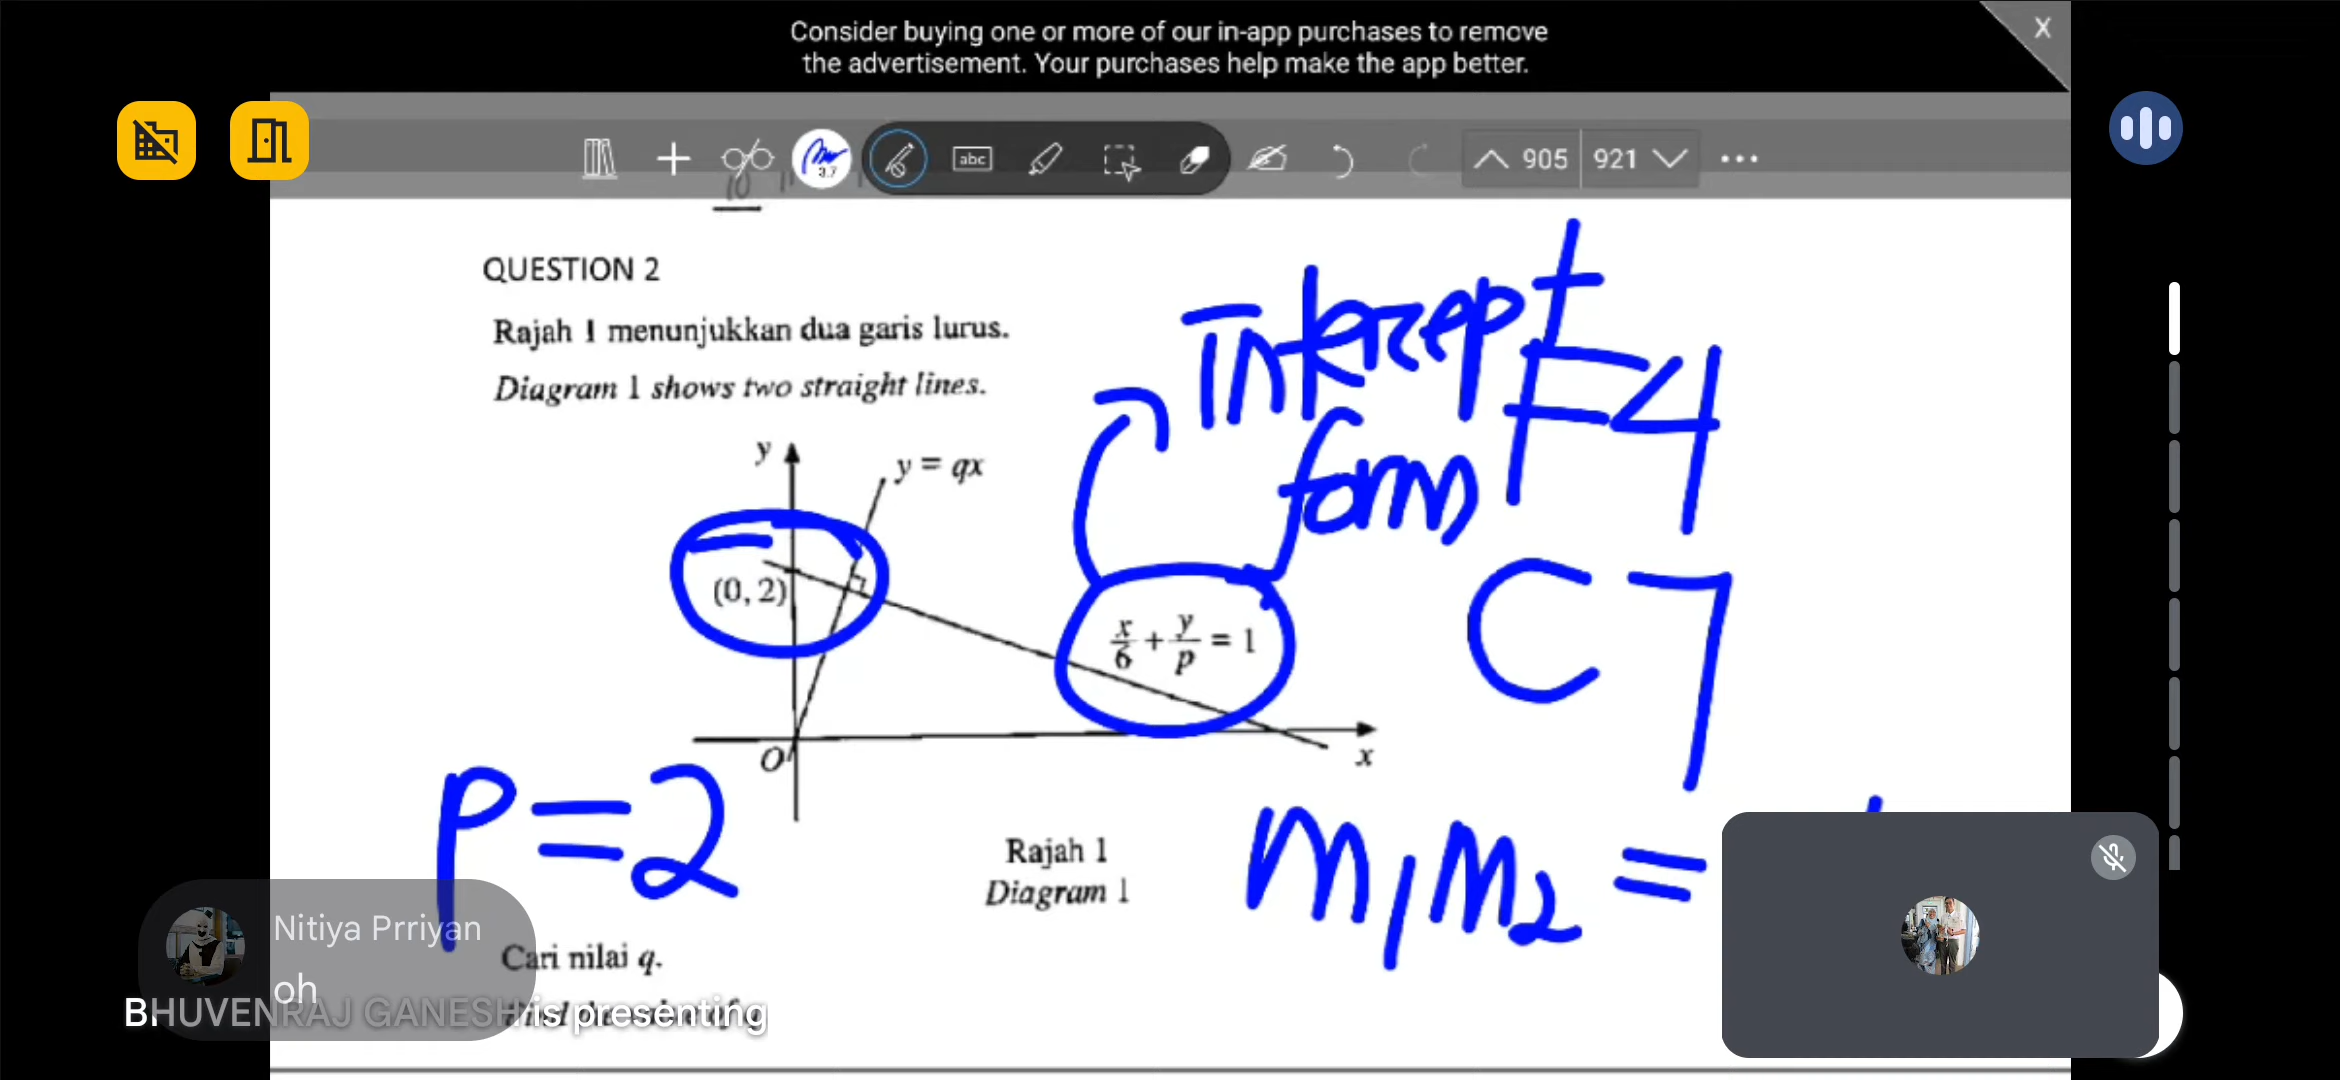 Consider buying one or more of our in-app purchases to remove
the advertisement. Your purchases help make the app better.
X
3.7
abc
905
921
QUESTION 2
Rajah 1 menunjukkan dua garis lurus.
Diagram 1 shows two straight lines.
Intercept
form
F4
C7
y
y = qx
(0, 2)
x/6 + y/p = 1
O
x
P=2
Rajah 1
Diagram 1
m1m2 =
Cari nilai q.
Nitiya Prriyan
oh
BHUVENRAJ GANESH is presenting